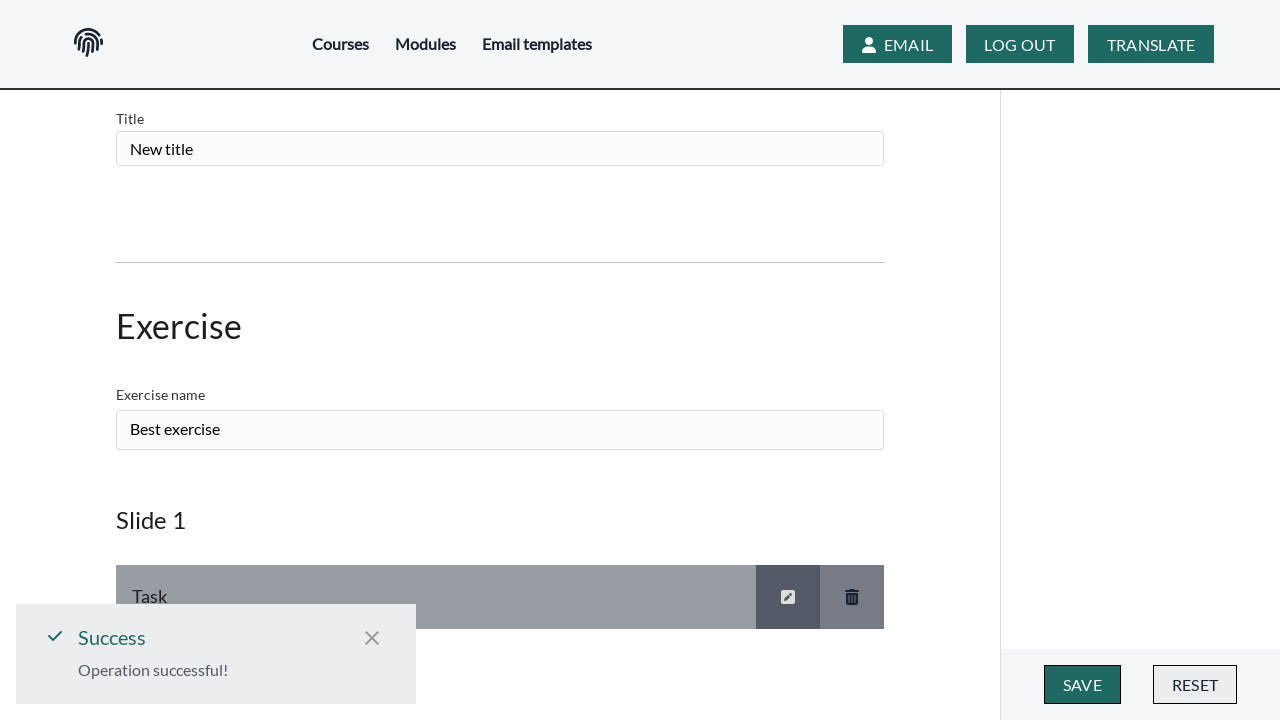 Courses Modules Email templates EMAIL LOG OUT TRANSLATE
Title
New title
Exercise
Exercise name
Best exercise
Slide 1
Task
Success
Operation successful!
SAVE RESET